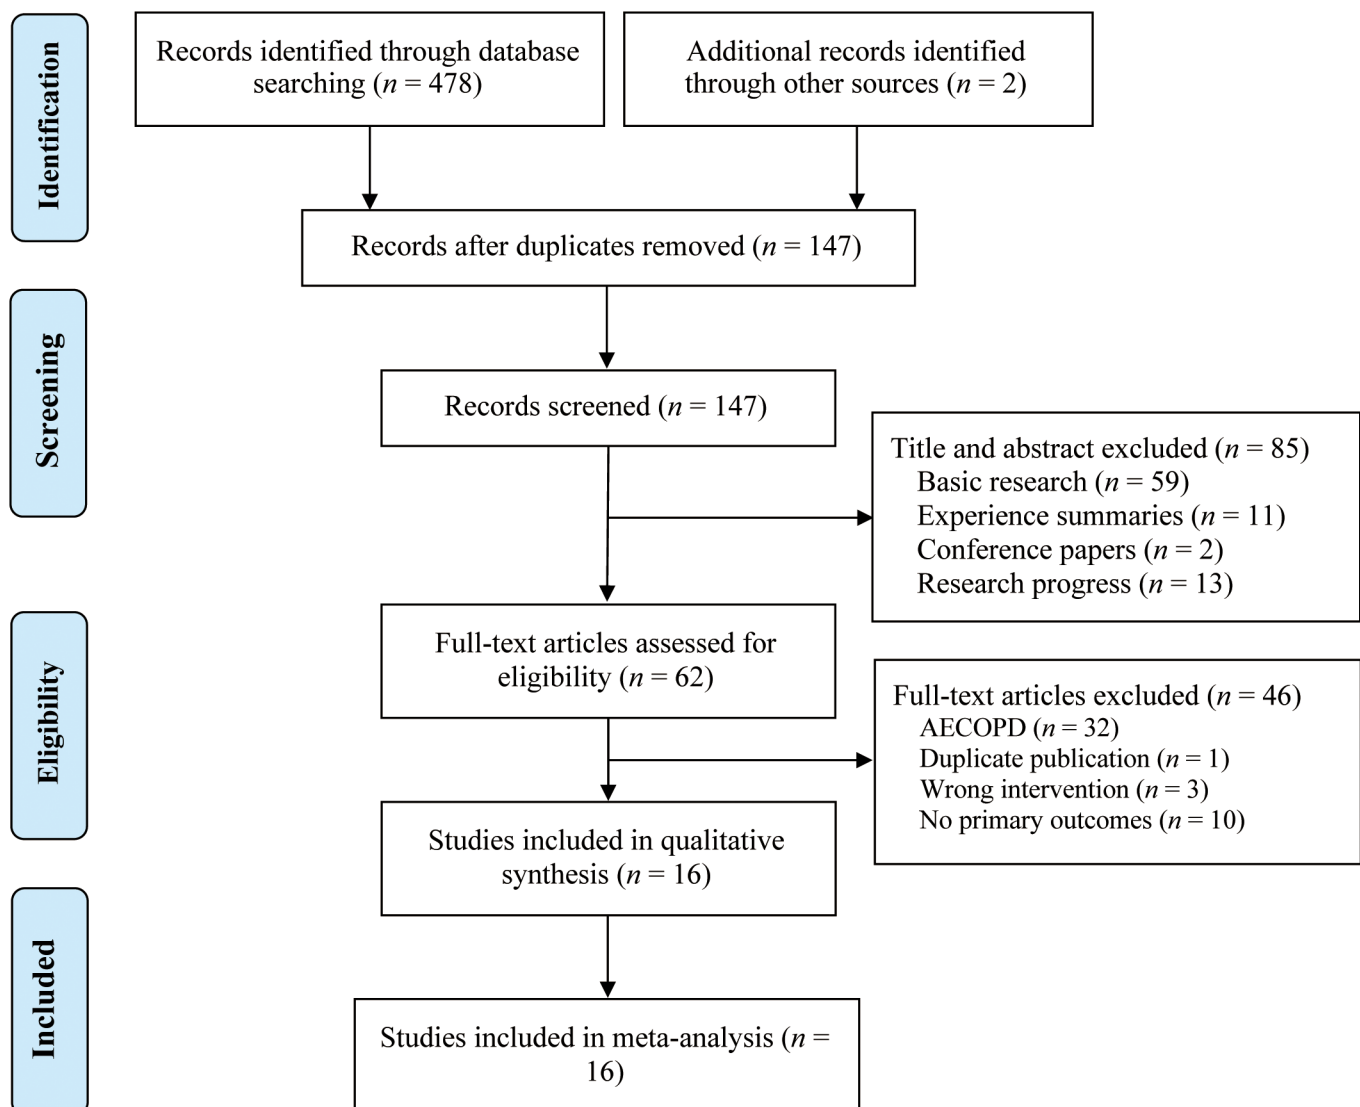 Identification
Records identified through database
searching (n = 478)
Additional records identified
through other sources (n = 2)
Records after duplicates removed (n = 147)
Screening
Records screened (n = 147)
Title and abstract excluded (n = 85)
Basic research (n = 59)
Experience summaries (n = 11)
Conference papers (n = 2)
Research progress (n = 13)
Eligibility
Full-text articles assessed for
eligibility (n = 62)
Full-text articles excluded (n = 46)
AECOPD (n = 32)
Duplicate publication (n = 1)
Wrong intervention (n = 3)
No primary outcomes (n = 10)
Studies included in qualitative
synthesis (n = 16)
Included
Studies included in meta-analysis (n =
16)